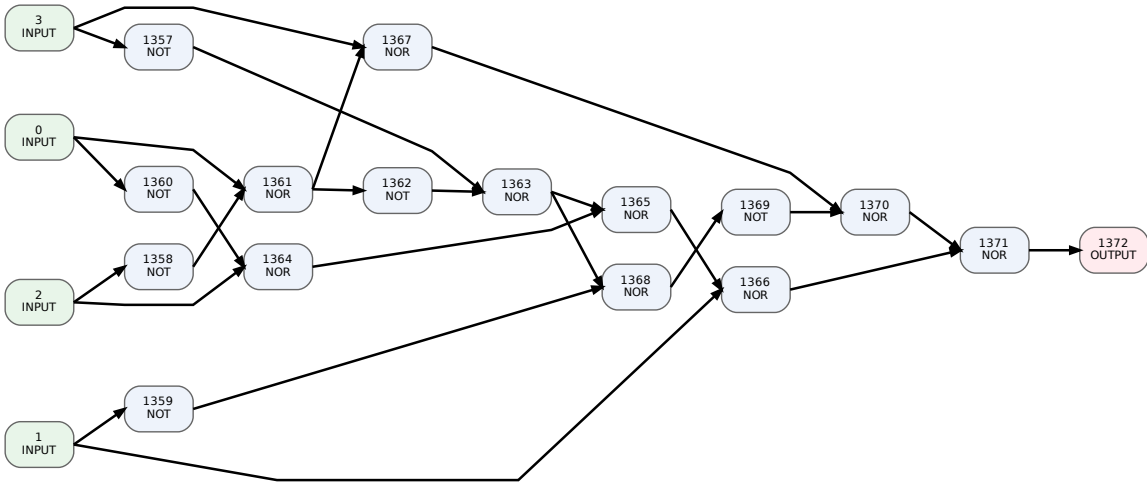 3
INPUT
1357
NOT
1367
NOR
0
INPUT
1360
NOT
1361
NOR
1362
NOT
1363
NOR
1365
NOR
1369
NOT
1370
NOR
1358
NOT
1364
NOR
1371
NOR
1372
OUTPUT
2
INPUT
1368
NOR
1366
NOR
1359
NOT
1
INPUT